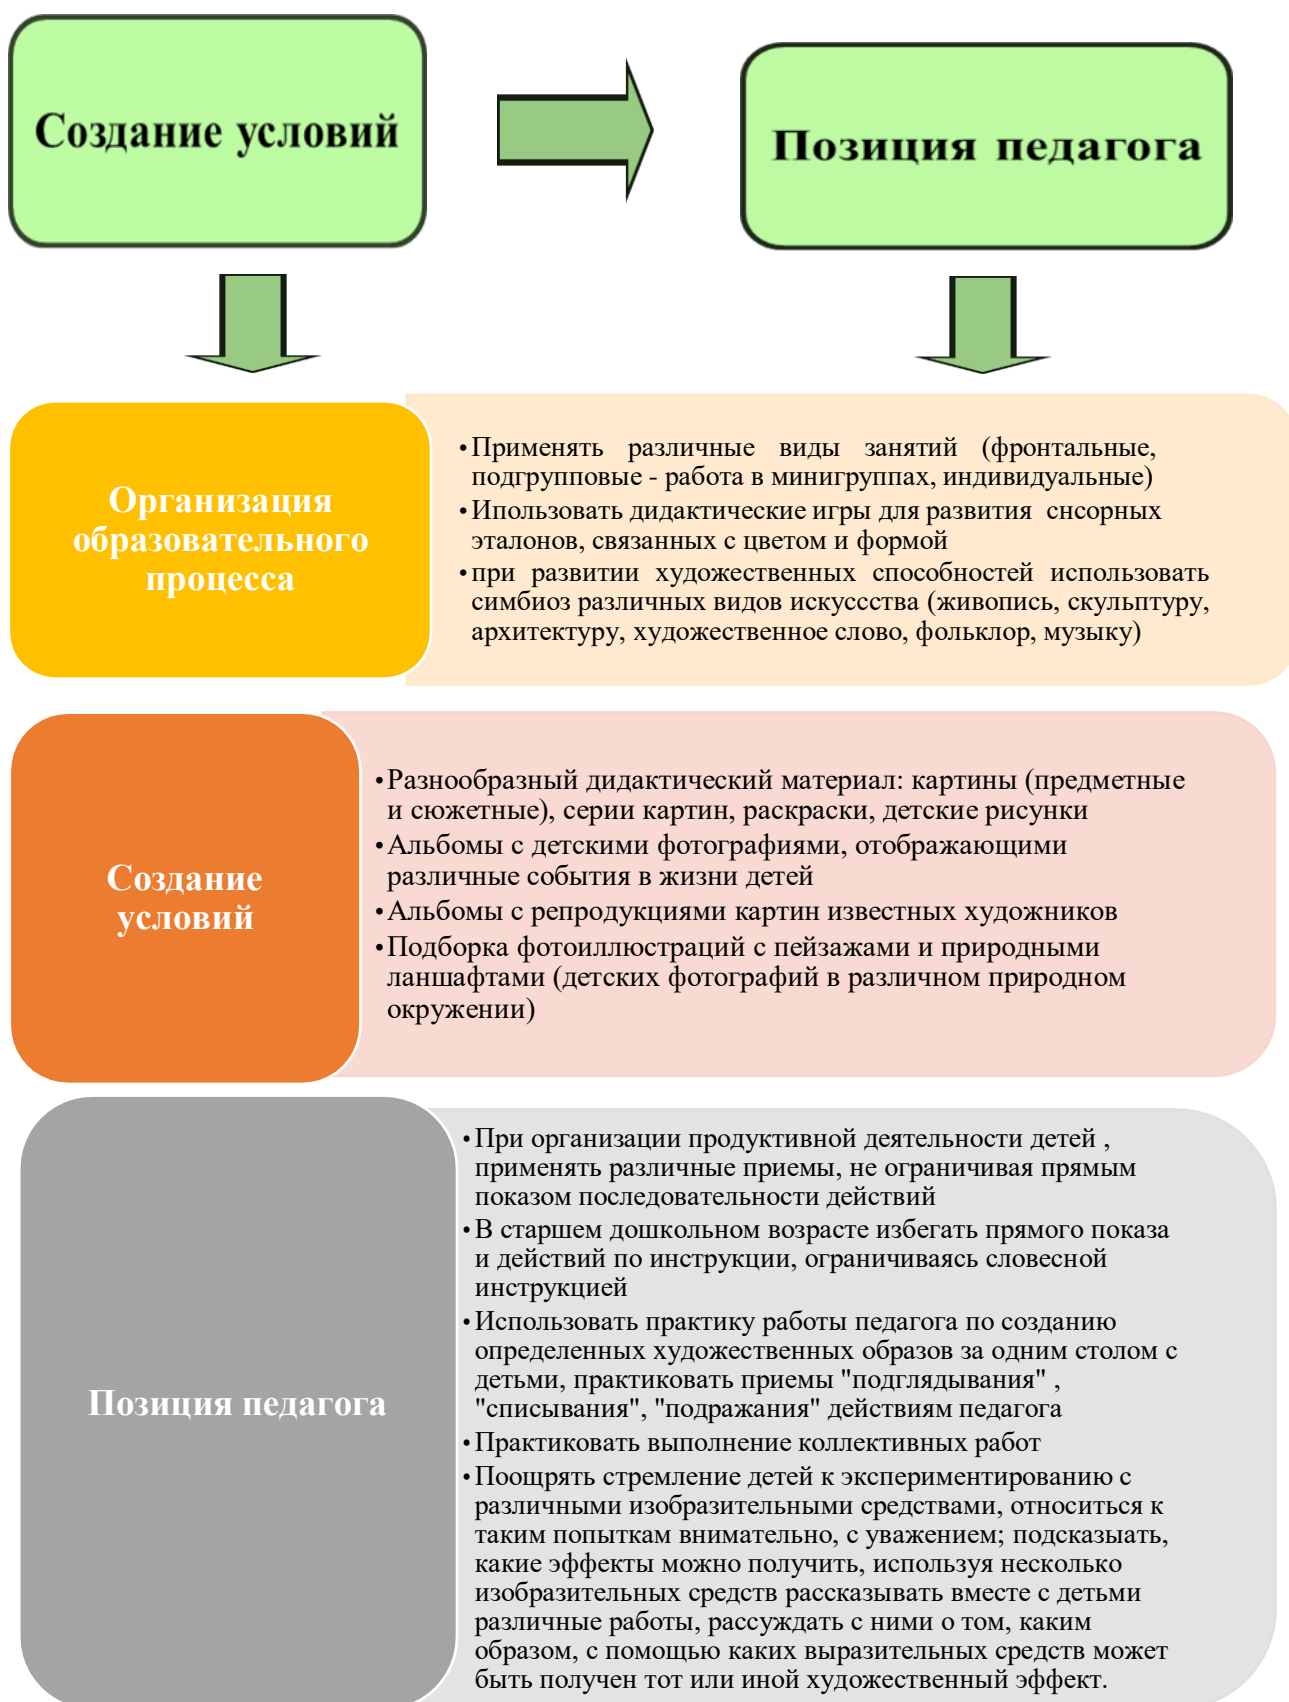 Создание условий
Позиция педагога
Организация
образовательного
процесса
•Применять различные виды занятий (фронтальные,
подгрупповые - работа в минигруппах, индивидуальные)
•Ипользовать дидактические игры для развития снсорных
эталонов, связанных с цветом и формой
•при развитии художественных способностей использовать
симбиоз различных видов искуссства (живопись, скульптуру,
архитектуру, художественное слово, фольклор, музыку)
Создание
условий
•Разнообразный дидактический материал: картины (предметные
и сюжетные), серии картин, раскраски, детские рисунки
•Альбомы с детскими фотографиями, отображающими
различные события в жизни детей
•Альбомы с репродукциями картин известных художников
•Подборка фотоиллюстраций с пейзажами и природными
ланшафтами (детских фотографий в различном природном
окружении)
Позиция педагога
•При организации продуктивной деятельности детей ,
применять различные приемы, не ограничивая прямым
показом последовательности действий
•В старшем дошкольном возрасте избегать прямого показа
и действий по инструкции, ограничиваясь словесной
инструкцией
•Использовать практику работы педагога по созданию
определенных художественных образов за одним столом с
детьми, практиковать приемы "подглядывания" ,
"списывания", "подражания" действиям педагога
•Практиковать выполнение коллективных работ
•Поощрять стремление детей к экспериментированию с
различными изобразительными средствами, относиться к
таким попыткам внимательно, с уважением; подсказыать,
какие эффекты можно получить, используя несколько
изобразительных средств рассказывать вместе с детьми
различные работы, рассуждать с ними о том, каким
образом, с помощью каких выразительных средств может
быть получен тот или иной художественный эффект.